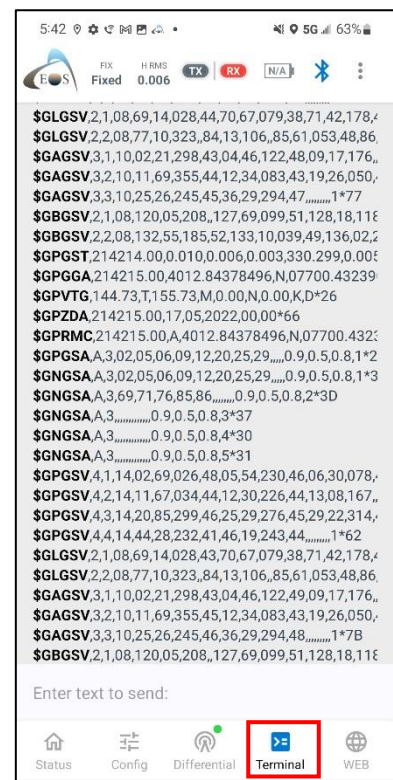 5:42
5G 63%
EOS
FIX
Fixed
H RMS
0.006
TX RX N/A
$GLGSV,2,1,08,69,14,028,44,70,67,079,38,71,42,178,4
$GLGSV,2,2,08,77,10,323,,84,13,106,,85,61,053,48,86,
$GAGSV,3,1,10,02,21,298,43,04,46,122,48,09,17,176,,
$GAGSV,3,2,10,11,69,355,44,12,34,083,43,19,26,050,
$GAGSV,3,3,10,25,26,245,45,36,29,294,47,,,,,,,,,1*77
$GBGSV,2,1,08,120,05,208,,127,69,099,51,128,18,118
$GBGSV,2,2,08,132,55,185,52,133,10,039,49,136,02,2
$GPGST,214214.00,0.010,0.006,0.003,330.299,0.005
$GPGGA,214215.00,4012.84378496,N,07700.43239
$GPVTG,144.73,T,155.73,M,0.00,N,0.00,K,D*26
$GPZDA,214215.00,17,05,2022,00,00*66
$GPRMC,214215.00,A,4012.84378496,N,07700.4323
$GPGSA,A,3,02,05,06,09,12,20,25,29,,,,,0.9,0.5,0.8,1*2
$GNGSA,A,3,02,05,06,09,12,20,25,29,,,,,0.9,0.5,0.8,1*3
$GNGSA,A,3,69,71,76,85,86,,,,,,,,0.9,0.5,0.8,2*3D
$GNGSA,A,3,,,,,,,,,,,,,0.9,0.5,0.8,3*37
$GNGSA,A,3,,,,,,,,,,,,,0.9,0.5,0.8,4*30
$GNGSA,A,3,,,,,,,,,,,,,0.9,0.5,0.8,5*31
$GPGSV,4,1,14,02,69,026,48,05,54,230,46,06,30,078,
$GPGSV,4,2,14,11,67,034,44,12,30,226,44,13,08,167,,
$GPGSV,4,3,14,20,85,299,46,25,29,276,45,29,22,314,
$GPGSV,4,4,14,44,28,232,41,46,19,243,44,,,,,,,,,1*62
$GLGSV,2,1,08,69,14,028,43,70,67,079,38,71,42,178,4
$GLGSV,2,2,08,77,10,323,,84,13,106,,85,61,053,48,86,
$GAGSV,3,1,10,02,21,298,43,04,46,122,49,09,17,176,,
$GAGSV,3,2,10,11,69,355,45,12,34,083,43,19,26,050,
$GAGSV,3,3,10,25,26,245,46,36,29,294,48,,,,,,,,,1*7B
$GBGSV,2,1,08,120,05,208,,127,69,099,51,128,18,118
Enter text to send:
Status Config Differential Terminal WEB